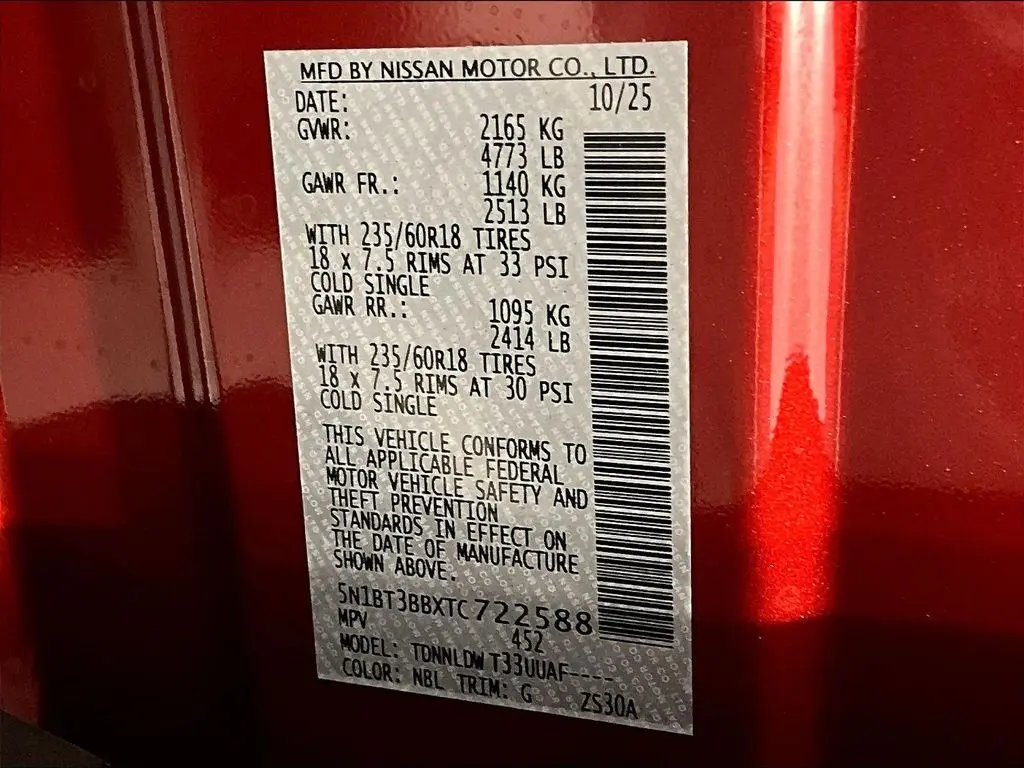 MFD BY NISSAN MOTOR CO., LTD.
DATE: 10/25
GVWR: 2165 KG
4773 LB
GAWR FR.: 1140 KG
2513 LB
WITH 235/60R18 TIRES
18 x 7.5 RIMS AT 33 PSI
COLD SINGLE
GAWR RR.: 1095 KG
2414 LB
WITH 235/60R18 TIRES
18 x 7.5 RIMS AT 30 PSI
COLD SINGLE
THIS VEHICLE CONFORMS TO
ALL APPLICABLE FEDERAL
MOTOR VEHICLE SAFETY AND
THEFT PREVENTION
STANDARDS IN EFFECT ON
THE DATE OF MANUFACTURE
SHOWN ABOVE.
5N1BT3BBXTC722588
MPV 452
MODEL: TDNNLDW T33UUAF----
COLOR: NBL TRIM: G ZS30A